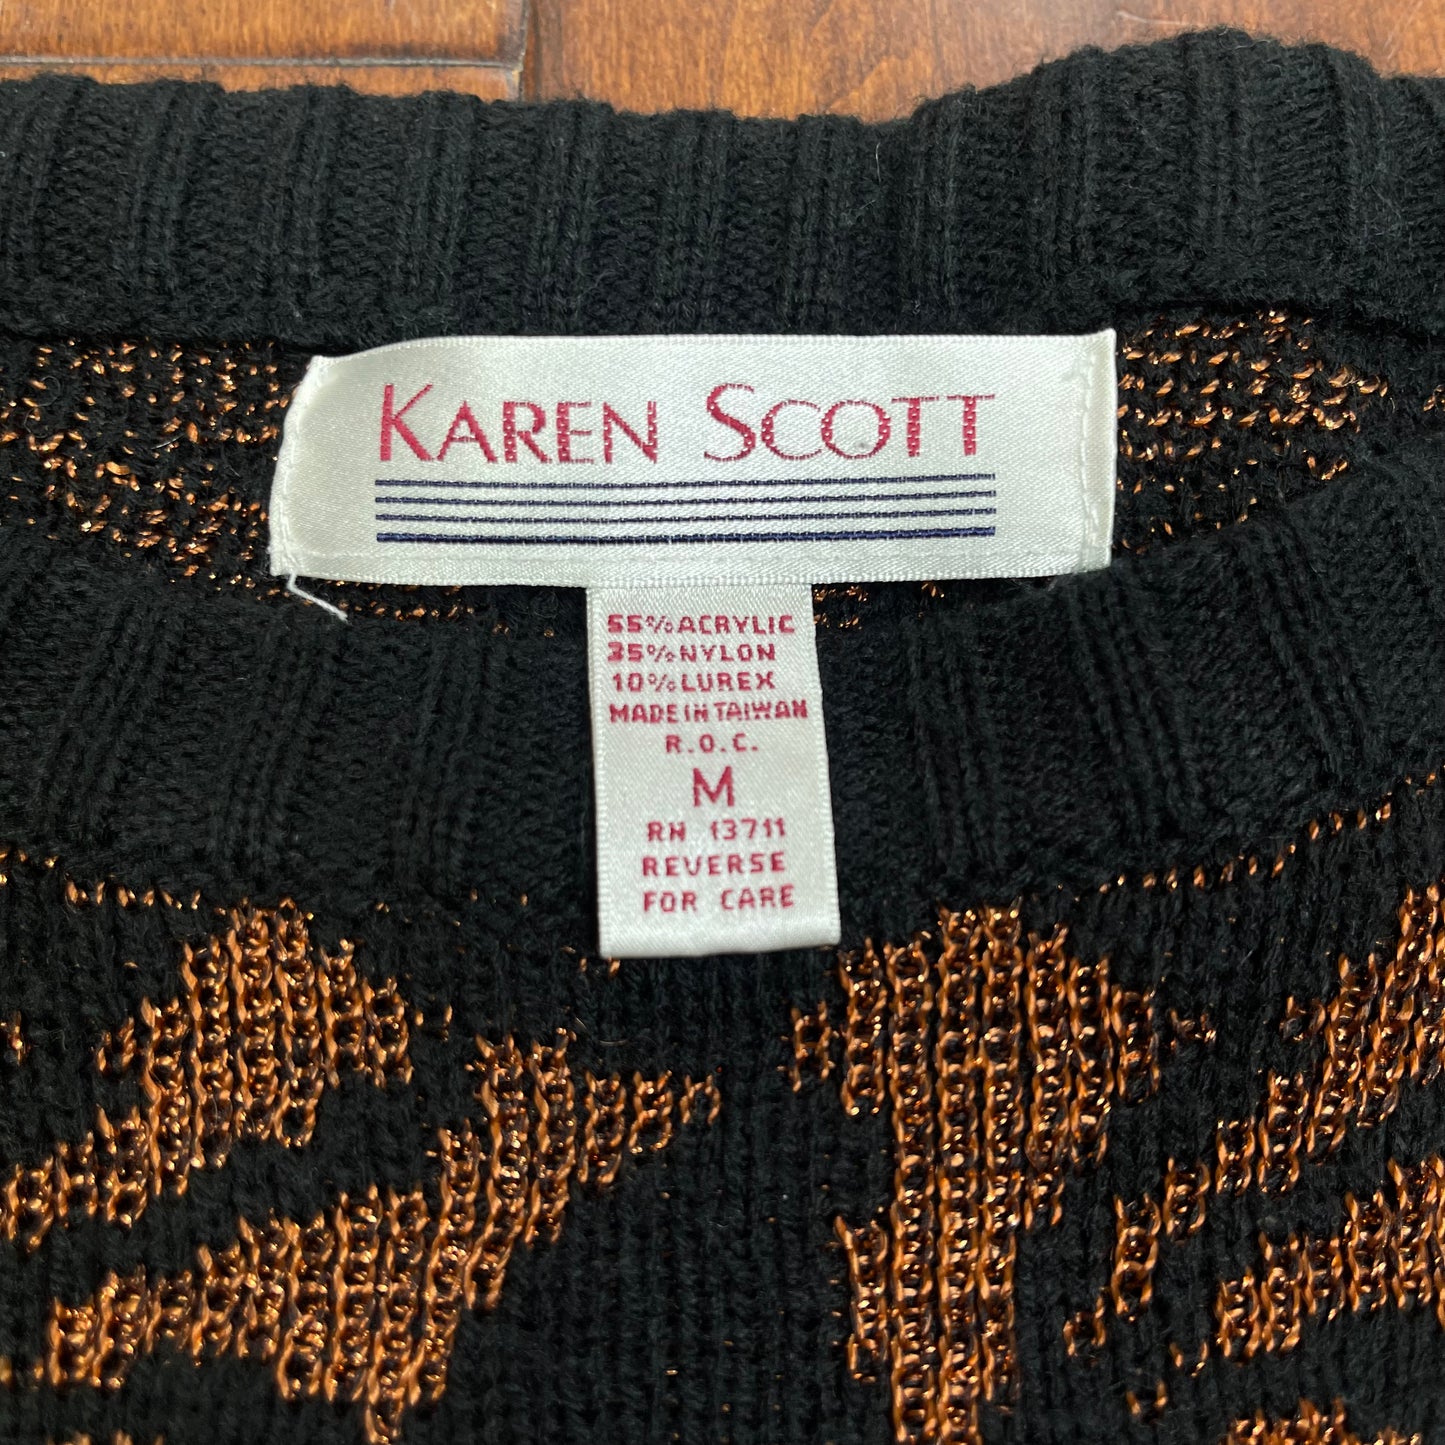 KAREN SCOTT
55% ACRYLIC
35% NYLON
10% LUREX
MADE IN TAIWAN
R.O.C.
M
RN 13711
REVERSE
FOR CARE